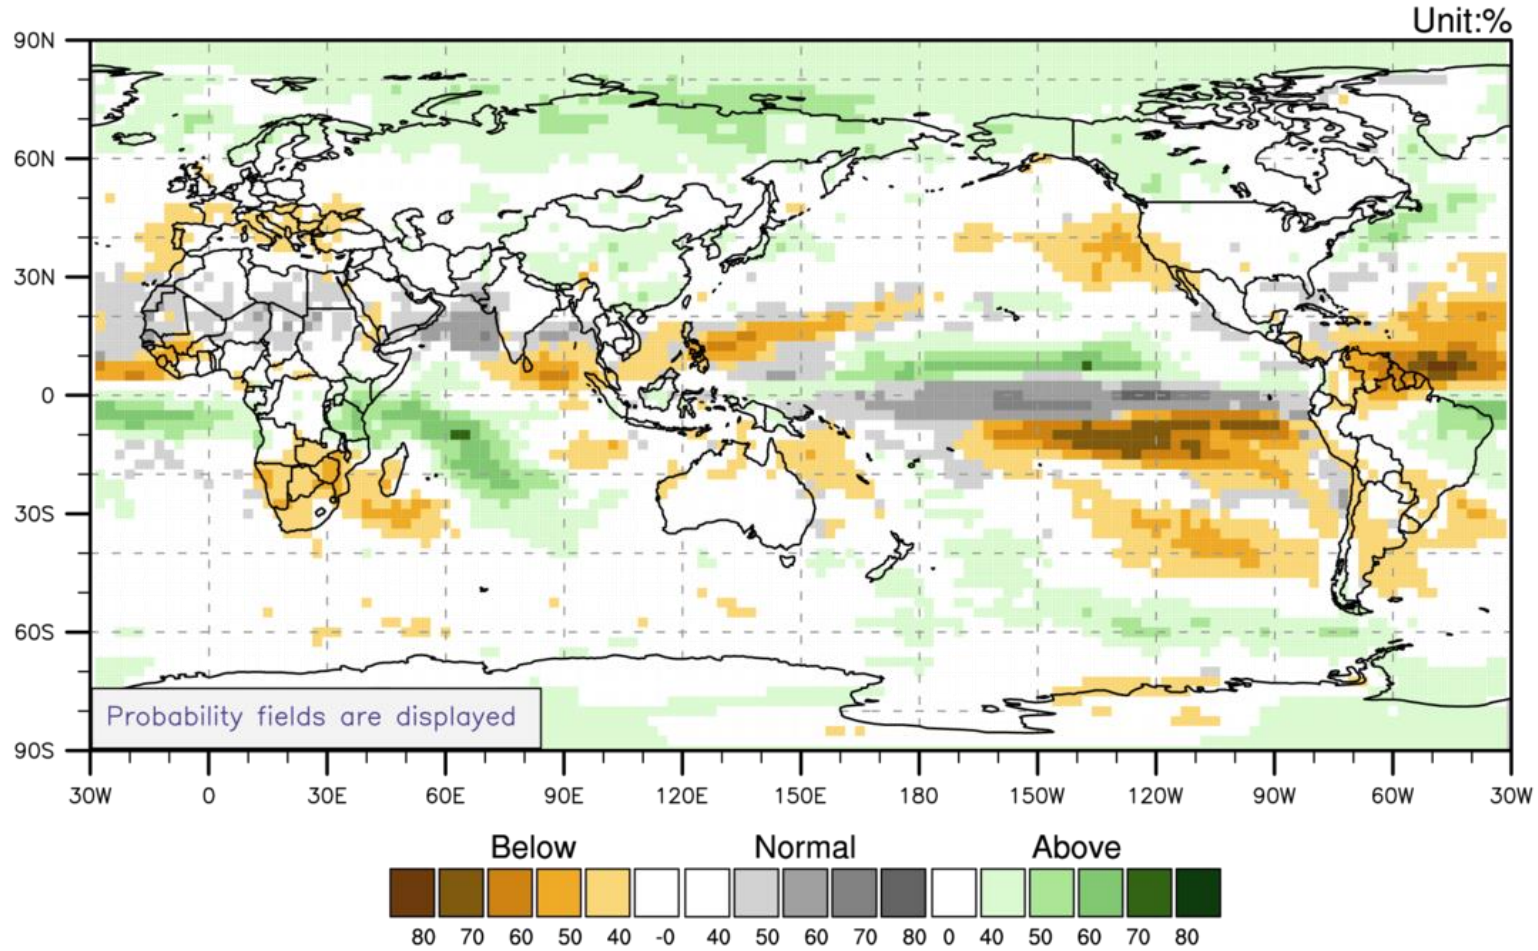 Unit:%
90N
60N
30N
0
30S
60S
90S
Probability fields are displayed
30W 0 30E 60E 90E 120E 150E 180 150W 120W 90W 60W 30W
Below Normal Above
80 70 60 50 40 -0 40 50 60 70 80 0 40 50 60 70 80